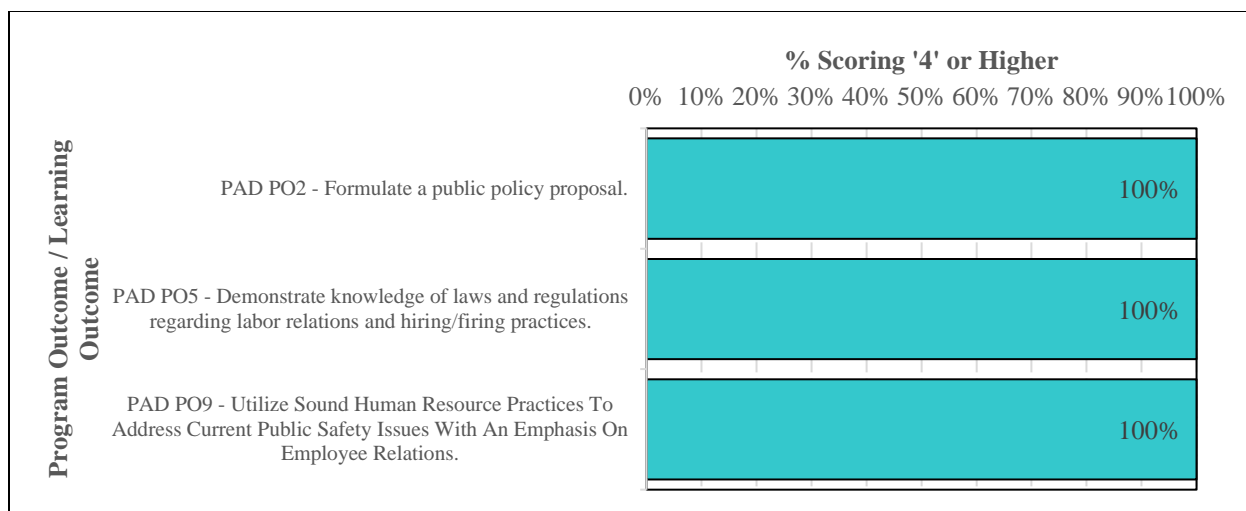 % Scoring '4' or Higher
0% 10% 20% 30% 40% 50% 60% 70% 80% 90% 100%
Program Outcome / Learning
Outcome
PAD PO2 - Formulate a public policy proposal.
100%
PAD PO5 - Demonstrate knowledge of laws and regulations
regarding labor relations and hiring/firing practices.
100%
PAD PO9 - Utilize Sound Human Resource Practices To
Address Current Public Safety Issues With An Emphasis On
Employee Relations.
100%